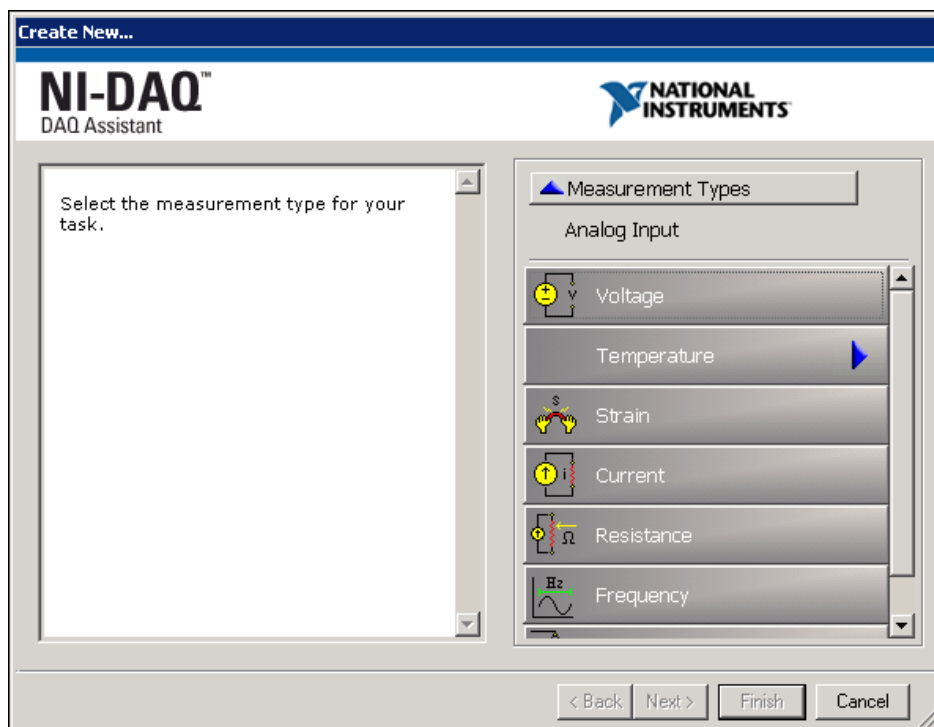 Create New...
NI-DAQ™
DAQ Assistant
NATIONAL
INSTRUMENTS
Select the measurement type for your
task.
Measurement Types
Analog Input
V
Voltage
Temperature
S
Strain
i
Current
Ω
Resistance
Hz
Frequency
A
< Back
Next >
Finish
Cancel